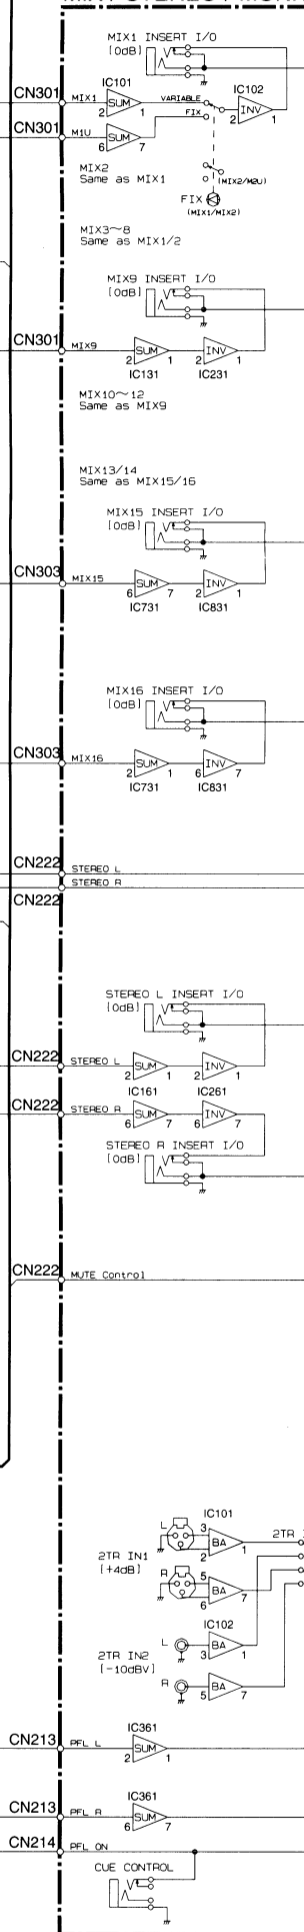 MIX1 INSERT I/O
[0dB]
CN301 MIX1
IC101
SUM
6 1
VARIABLE
IC102
INV
2 1
CN301 M1U
SUM
6 7
FIX
MIX2
Same as MIX1
(MIX2/M2U)
FIX
(MIX1/MIX2)
MIX3~8
Same as MIX1/2
MIX9 INSERT I/O
[0dB]
CN301 MIX9
2 SUM 1
2 INV 1
IC131 IC231
MIX10~12
Same as MIX9
MIX13/14
Same as MIX15/16
MIX15 INSERT I/O
[0dB]
CN303 MIX15
6 SUM 7
2 INV 1
IC731 IC831
MIX16 INSERT I/O
[0dB]
CN303 MIX16
2 SUM 1
6 INV 7
IC731 IC831
CN222 STEREO L
STEREO R
CN222
STEREO L INSERT I/O
[0dB]
CN222 STEREO L
2 SUM 1
2 INV 1
IC161 IC261
CN222 STEREO R
6 SUM 7
6 INV 7
STEREO R INSERT I/O
[0dB]
CN222 MUTE Control
IC101
L 3 BA 1
2
2TR
2TR IN1
[+4dB]
R 5 BA 7
6
IC102
L 3 BA 1
2TR IN2
[-10dBV]
R 5 BA 7
IC361
CN213 PFL L
2 SUM 1
IC361
CN213 PFL R
6 SUM 7
CN214 PFL ON
CUE CONTROL